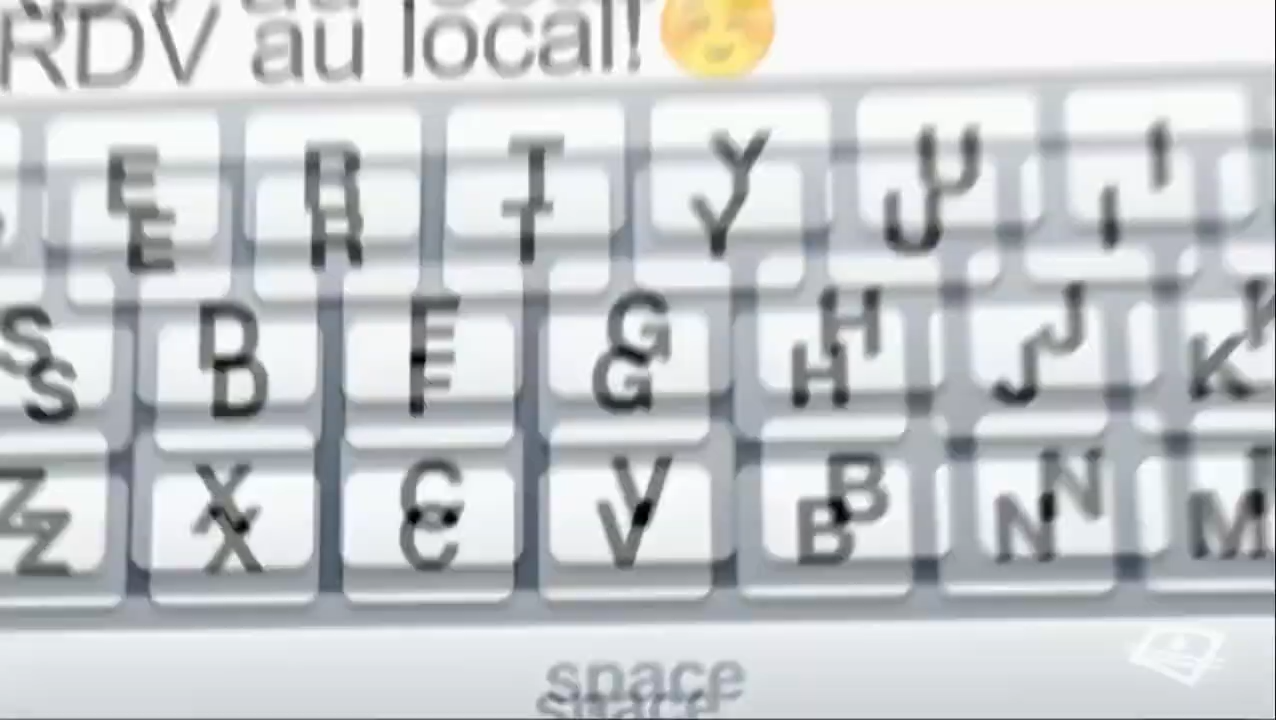 RDV au local!
E R T Y U I
S D F G H J K
Z X C V B N M
space